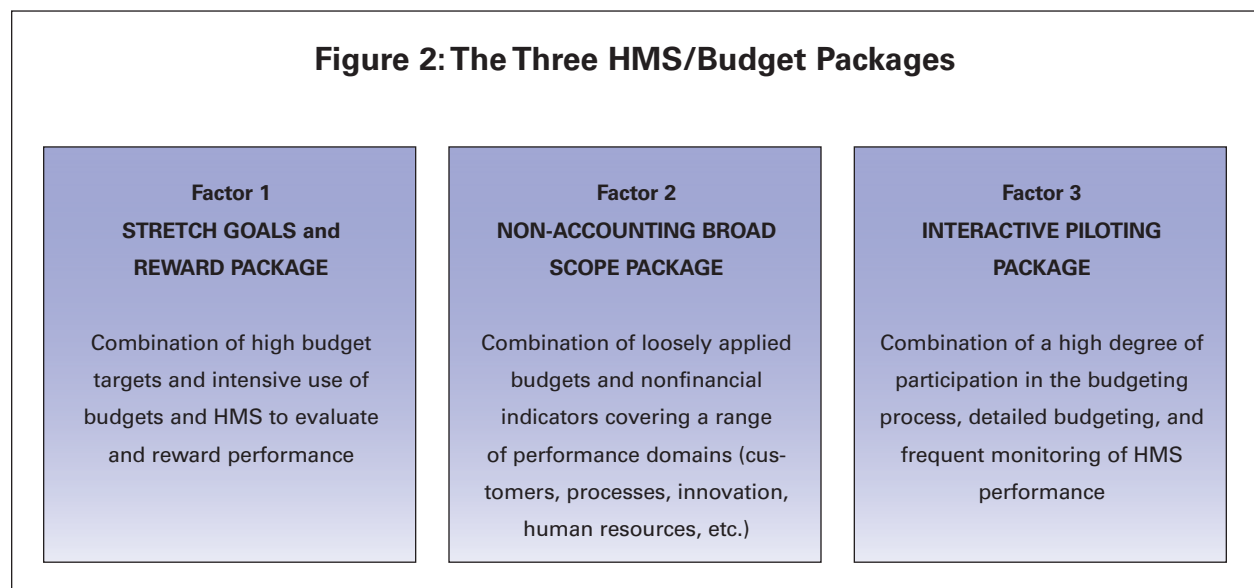 Figure 2: The Three HMS/Budget Packages
Factor 1
STRETCH GOALS and
REWARD PACKAGE
Combination of high budget
targets and intensive use of
budgets and HMS to evaluate
and reward performance
Factor 2
NON-ACCOUNTING BROAD
SCOPE PACKAGE
Combination of loosely applied
budgets and nonfinancial
indicators covering a range
of performance domains (cus-
tomers, processes, innovation,
human resources, etc.)
Factor 3
INTERACTIVE PILOTING
PACKAGE
Combination of a high degree of
participation in the budgeting
process, detailed budgeting, and
frequent monitoring of HMS
performance